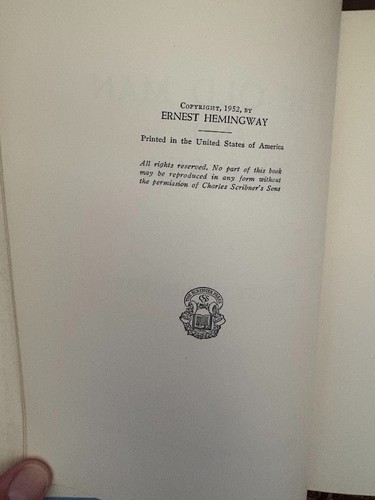 Copyright, 1952, by
ERNEST HEMINGWAY
Printed in the United States of America
All rights reserved. No part of this book
may be reproduced in any form without
the permission of Charles Scribner's Sons